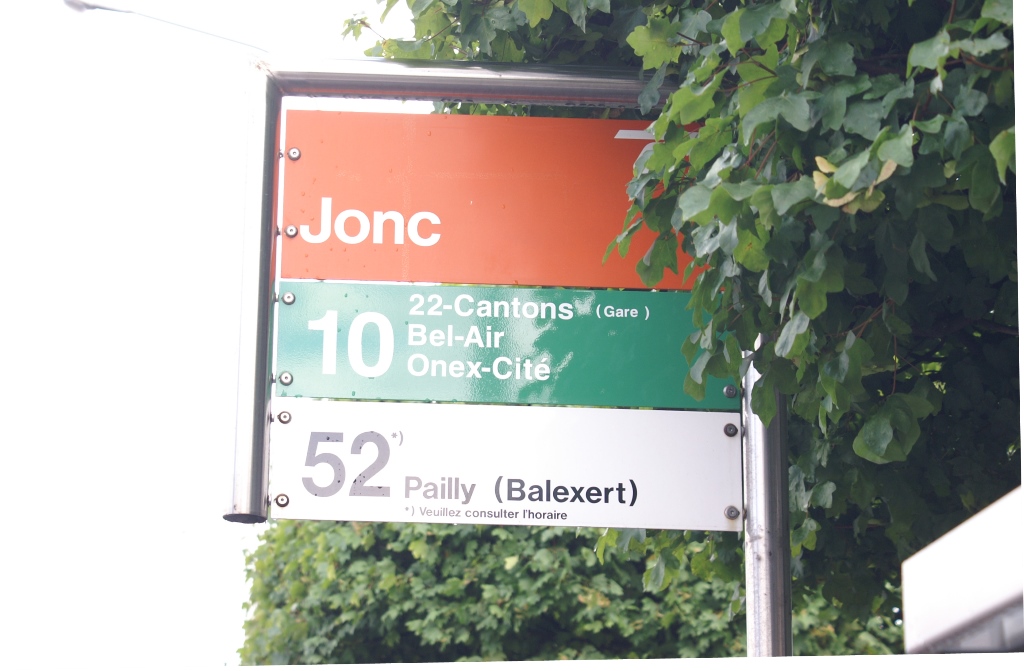 Jonc
10
22-Cantons (Gare )
Bel-Air
Onex-Cité
52*)
Pailly (Balexert)
*) Veuillez consulter l'horaire